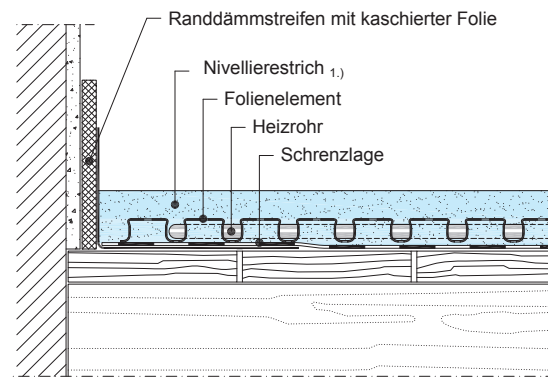 Randdämmstreifen mit kaschierter Folie
Nivellierestrich 1.)
Folienelement
Heizrohr
Schrenzlage